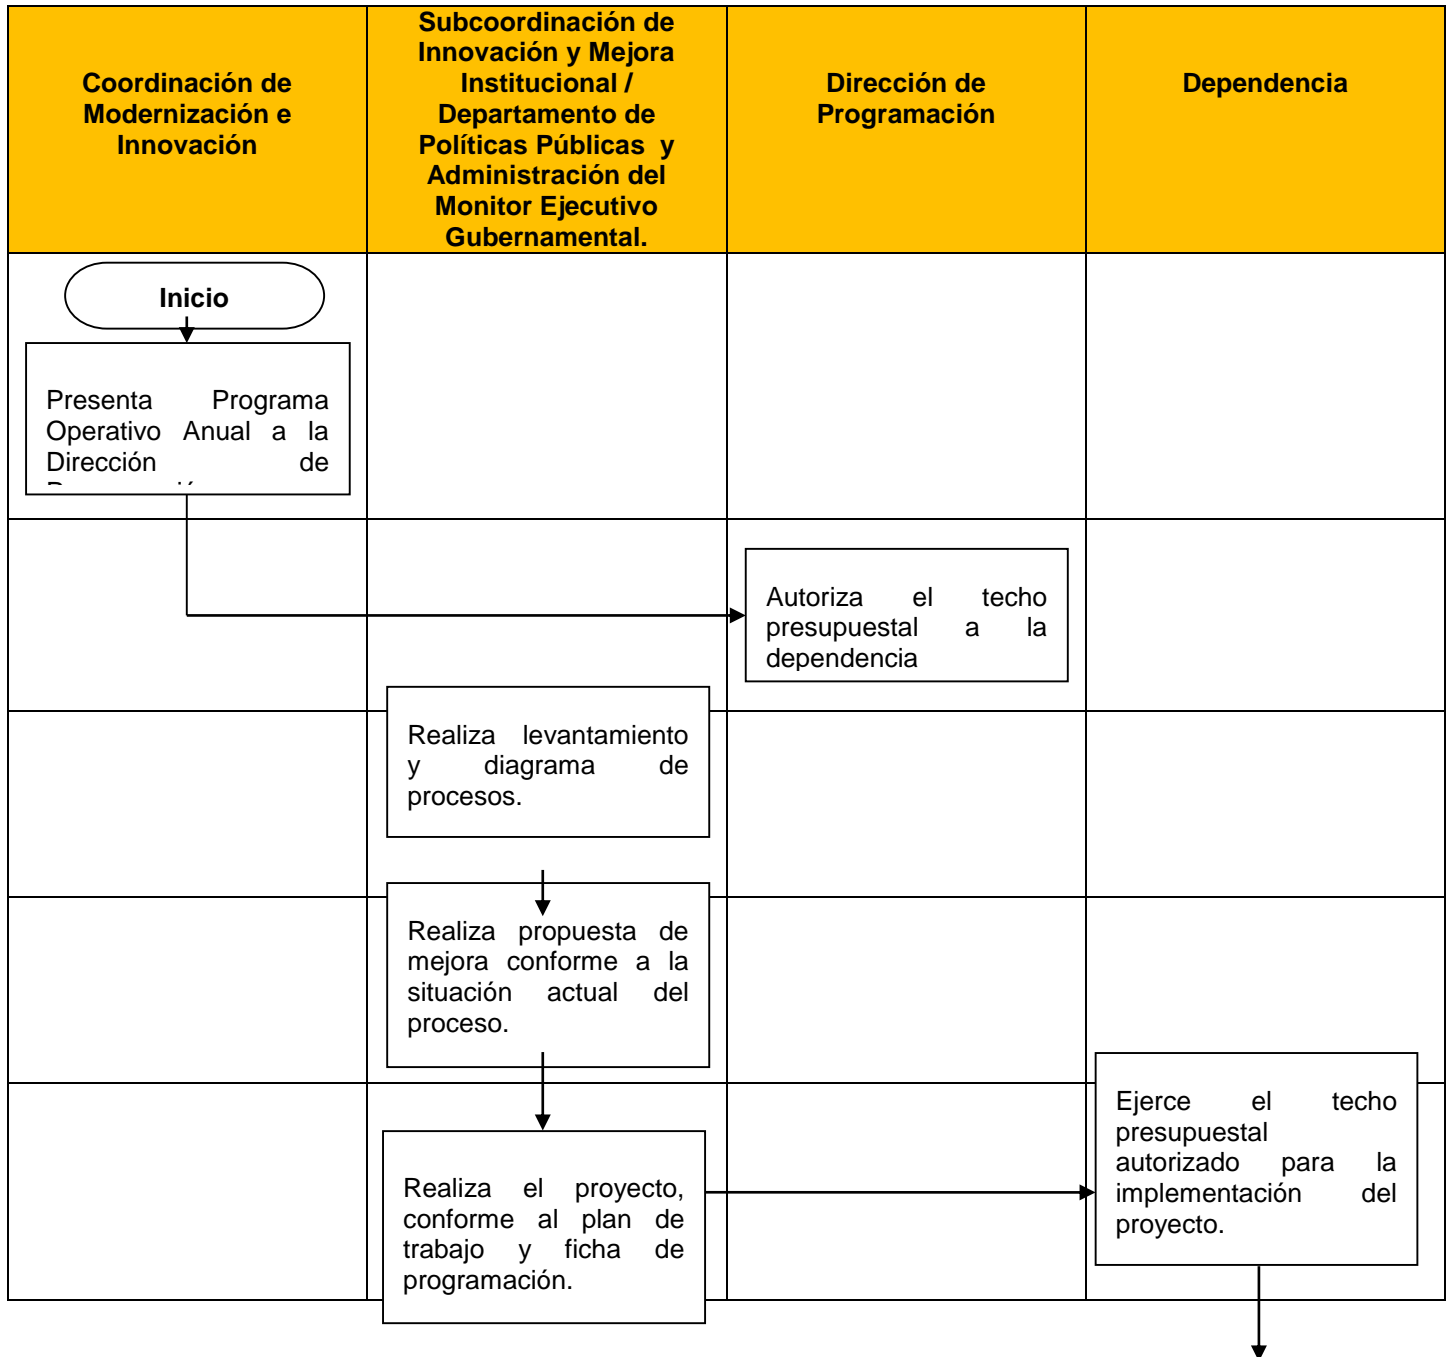 Coordinación de
Modernización e
Innovación
Subcoordinación de
Innovación y Mejora
Institucional /
Departamento de
Políticas Públicas y
Administración del
Monitor Ejecutivo
Gubernamental.
Dirección de
Programación
Dependencia
Inicio
Presenta Programa
Operativo Anual a la
Dirección de
Autoriza el techo
presupuestal a la
dependencia
Realiza levantamiento
y diagrama de
procesos.
Realiza propuesta de
mejora conforme a la
situación actual del
proceso.
Realiza el proyecto,
conforme al plan de
trabajo y ficha de
programación.
Ejerce el techo
presupuestal
autorizado para la
implementación del
proyecto.